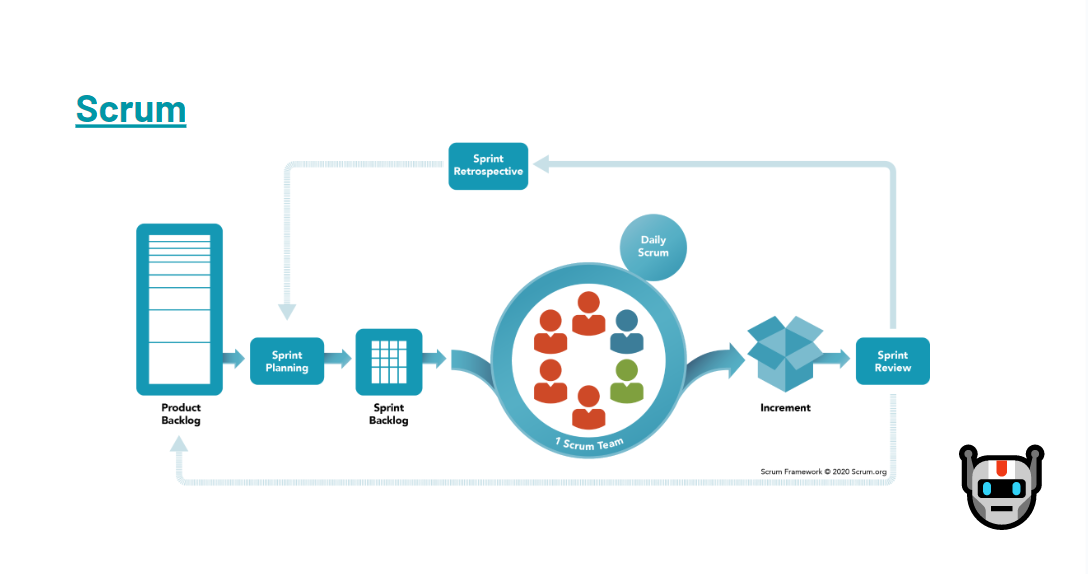 Scrum
Sprint
Retrospective
Daily
Scrum
Sprint
Planning
Sprint
Review
Product
Backlog
Sprint
Backlog
1 Scrum Team
Increment
Scrum Framework © 2020 Scrum.org